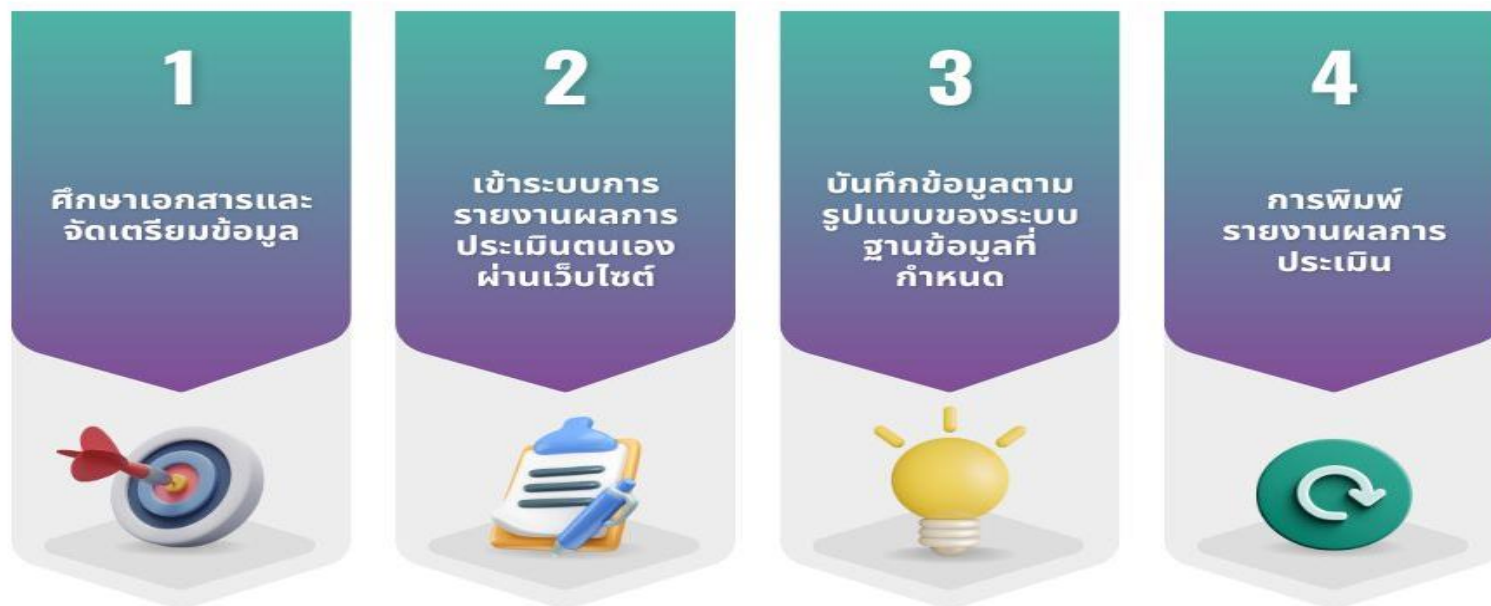 1
ศึกษาเอกสารและ
จัดเตรียมข้อมูล
2
เข้าระบบการ
รายงานผลการ
ประเมินตนเอง
ผ่านเว็บไซต์
3
บันทึกข้อมูลตาม
รูปแบบของระบบ
ฐานข้อมูลที่
กำหนด
4
การพิมพ์
รายงานผลการ
ประเมิน